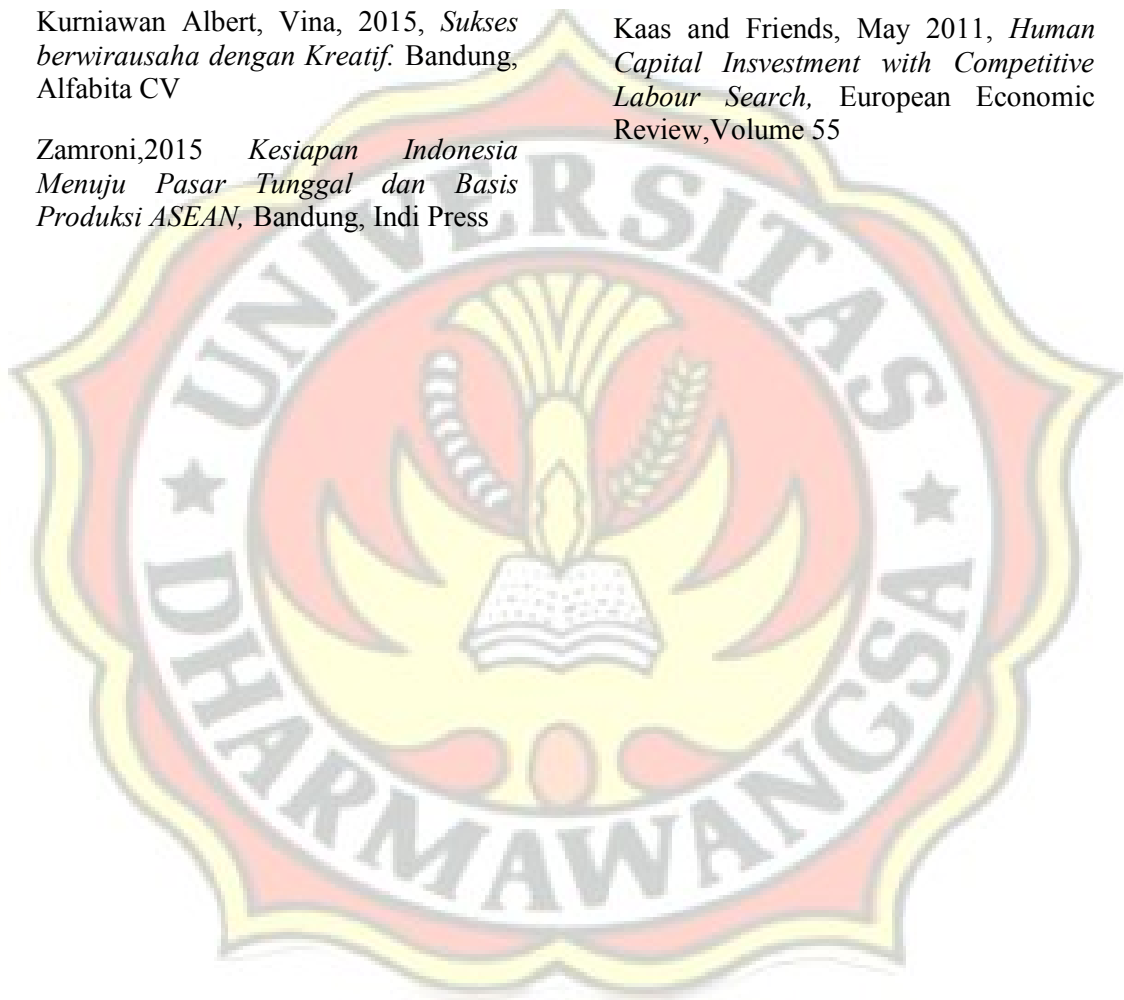 Kurniawan Albert, Vina, 2015, Sukses
berwirausaha dengan Kreatif. Bandung,
Alfabita CV
Zamroni,2015 Kesiapan Indonesia
Menuju Pasar Tunggal dan Basis
Produksi ASEAN, Bandung, Indi Press
Kaas and Friends, May 2011, Human
Capital Insvestment with Competitive
Labour Search, European Economic
Review,Volume 55
UNIVERSITAS
DHARMAWANGSA